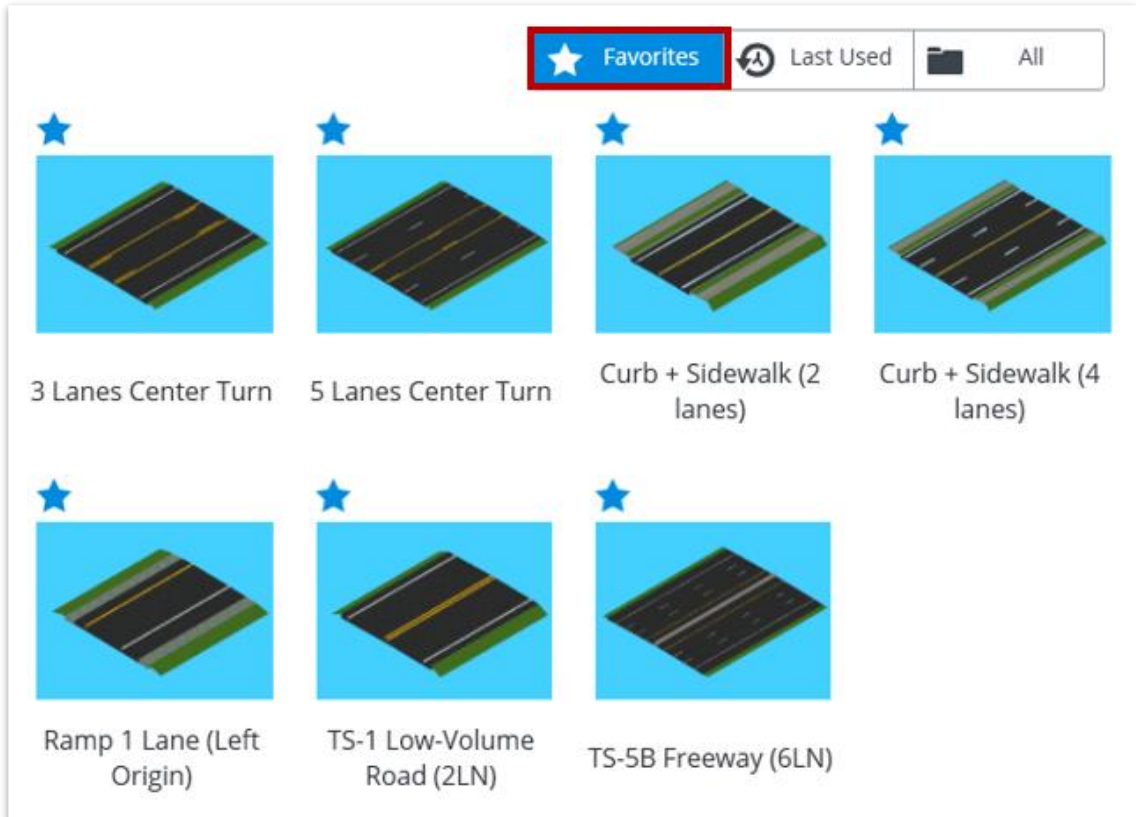 Favorites Last Used All
3 Lanes Center Turn
5 Lanes Center Turn
Curb + Sidewalk (2
lanes)
Curb + Sidewalk (4
lanes)
Ramp 1 Lane (Left
Origin)
TS-1 Low-Volume
Road (2LN)
TS-5B Freeway (6LN)